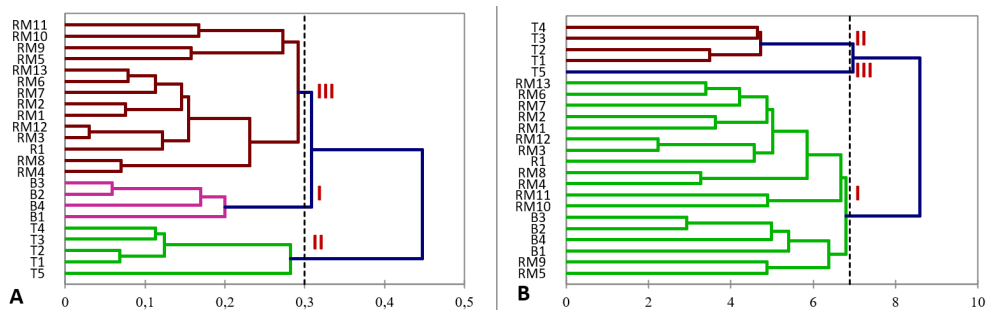 RM11
RM10
RM9
RM5
RM13
RM6
RM7
RM2
RM1
RM12
RM3
R1
RM8
RM4
B3
B2
B4
B1
T4
T3
T2
T1
T5
III
I
II
A
0 0,1 0,2 0,3 0,4 0,5
T4
T3
T2
T1
T5
RM13
RM6
RM7
RM2
RM1
RM12
RM3
R1
RM8
RM4
RM11
RM10
B3
B2
B4
B1
RM9
RM5
II
III
I
B
0 2 4 6 8 10